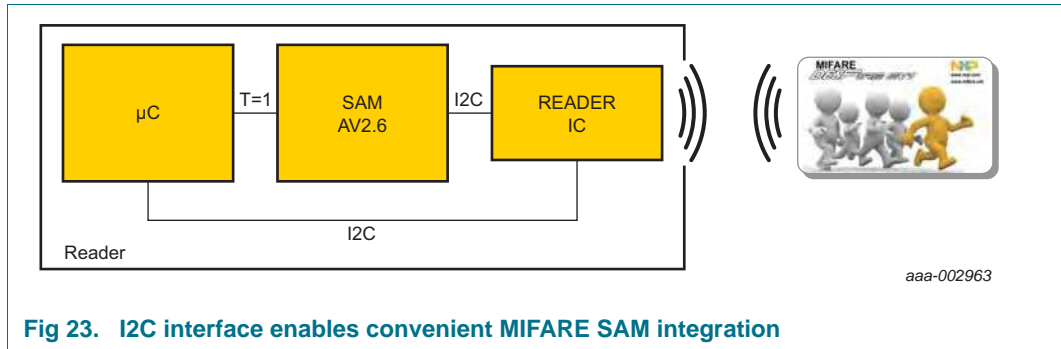 µC
T=1
SAM
AV2.6
I2C
READER
IC
MIFARE
NXP
I2C
Reader
aaa-002963
Fig 23. I2C interface enables convenient MIFARE SAM integration